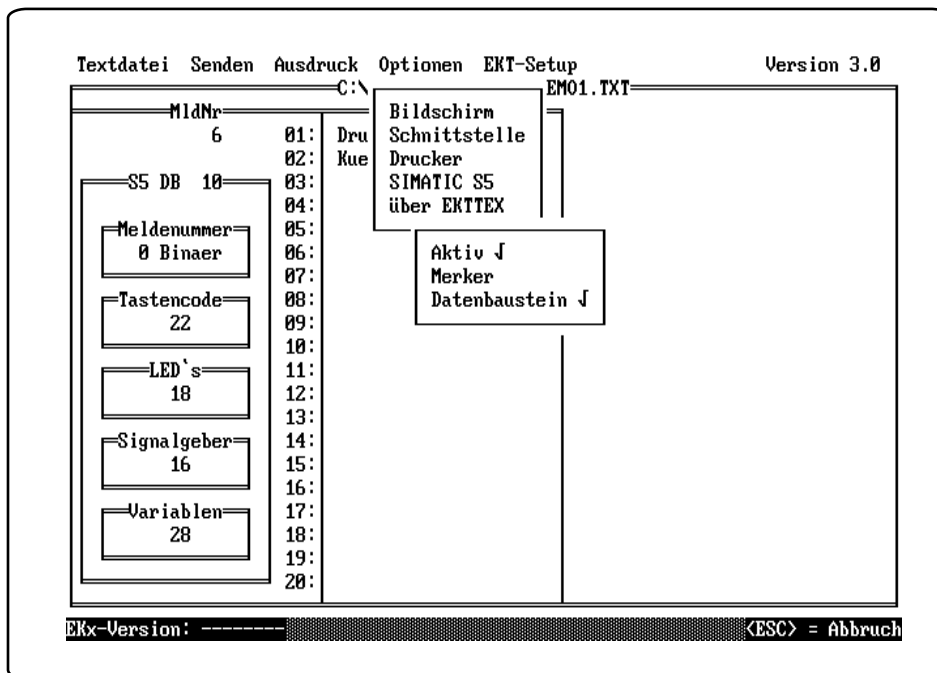 Textdatei Senden Ausdruck Optionen EKT-Setup Version 3.0
C:\ EMO1.TXT
MldNr
6
S5 DB 10
Meldenummer
0 Binaer
Tastencode
22
LED`s
18
Signalgeber
16
Variablen
28
01: Dru
02: Kue
03:
04:
05:
06:
07:
08:
09:
10:
11:
12:
13:
14:
15:
16:
17:
18:
19:
20:
Bildschirm
Schnittstelle
Drucker
SIMATIC S5
über EKTTEX
Aktiv √
Merker
Datenbaustein √
EKx-Version: -------- <ESC> = Abbruch